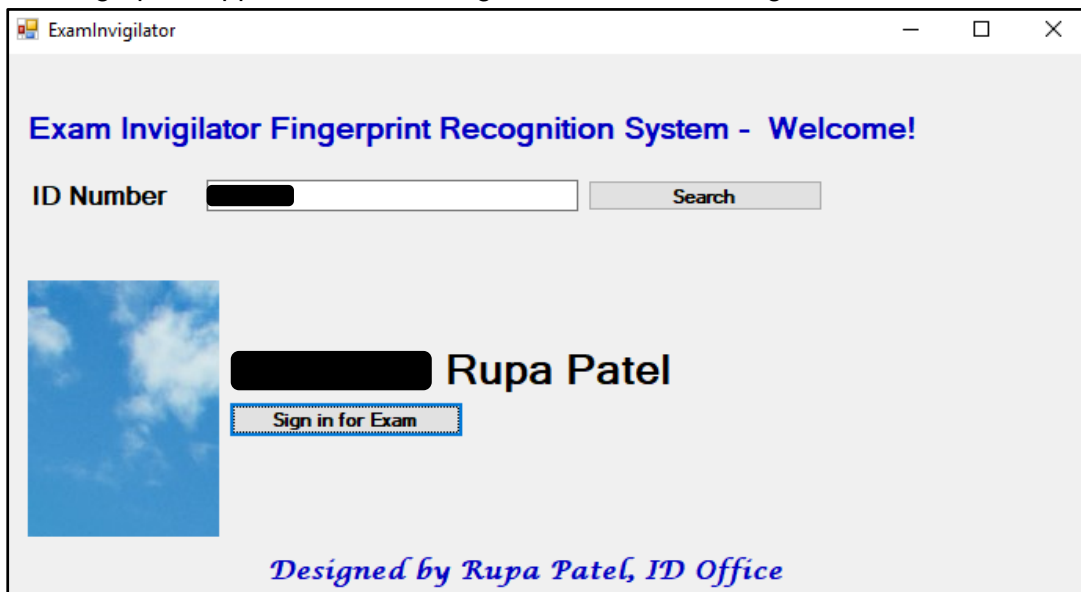 ExamInvigilator
Exam Invigilator Fingerprint Recognition System - Welcome!
ID Number
Search
Rupa Patel
Sign in for Exam
Designed by Rupa Patel, ID Office